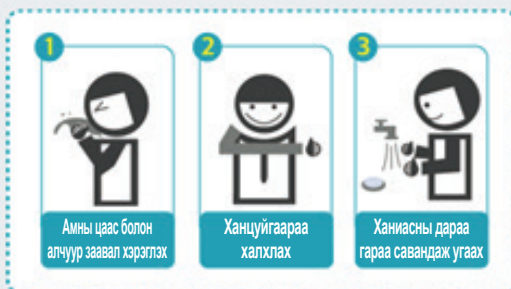 1
Амны цаас болон
алчуур заавал хэрэглэх
2
Ханцуйгаараа
халхлах
3
Ханиасны дараа
гараа савандаж угаах